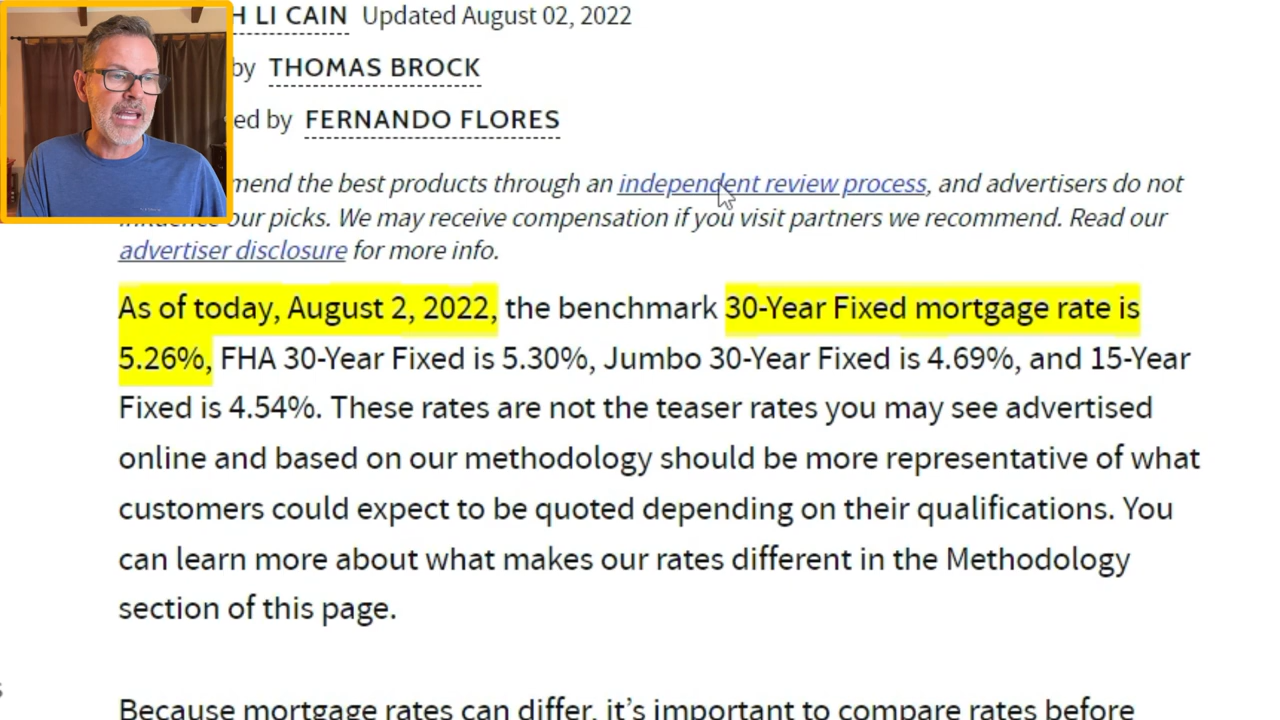 H LI CAIN Updated August 02, 2022
by THOMAS BROCK
ed by FERNANDO FLORES
mend the best products through an independent review process, and advertisers do not
influence our picks. We may receive compensation if you visit partners we recommend. Read our
advertiser disclosure for more info.
As of today, August 2, 2022, the benchmark 30-Year Fixed mortgage rate is
5.26%, FHA 30-Year Fixed is 5.30%, Jumbo 30-Year Fixed is 4.69%, and 15-Year
Fixed is 4.54%. These rates are not the teaser rates you may see advertised
online and based on our methodology should be more representative of what
customers could expect to be quoted depending on their qualifications. You
can learn more about what makes our rates different in the Methodology
section of this page.
s
Because mortgage rates can differ, it's important to compare rates before